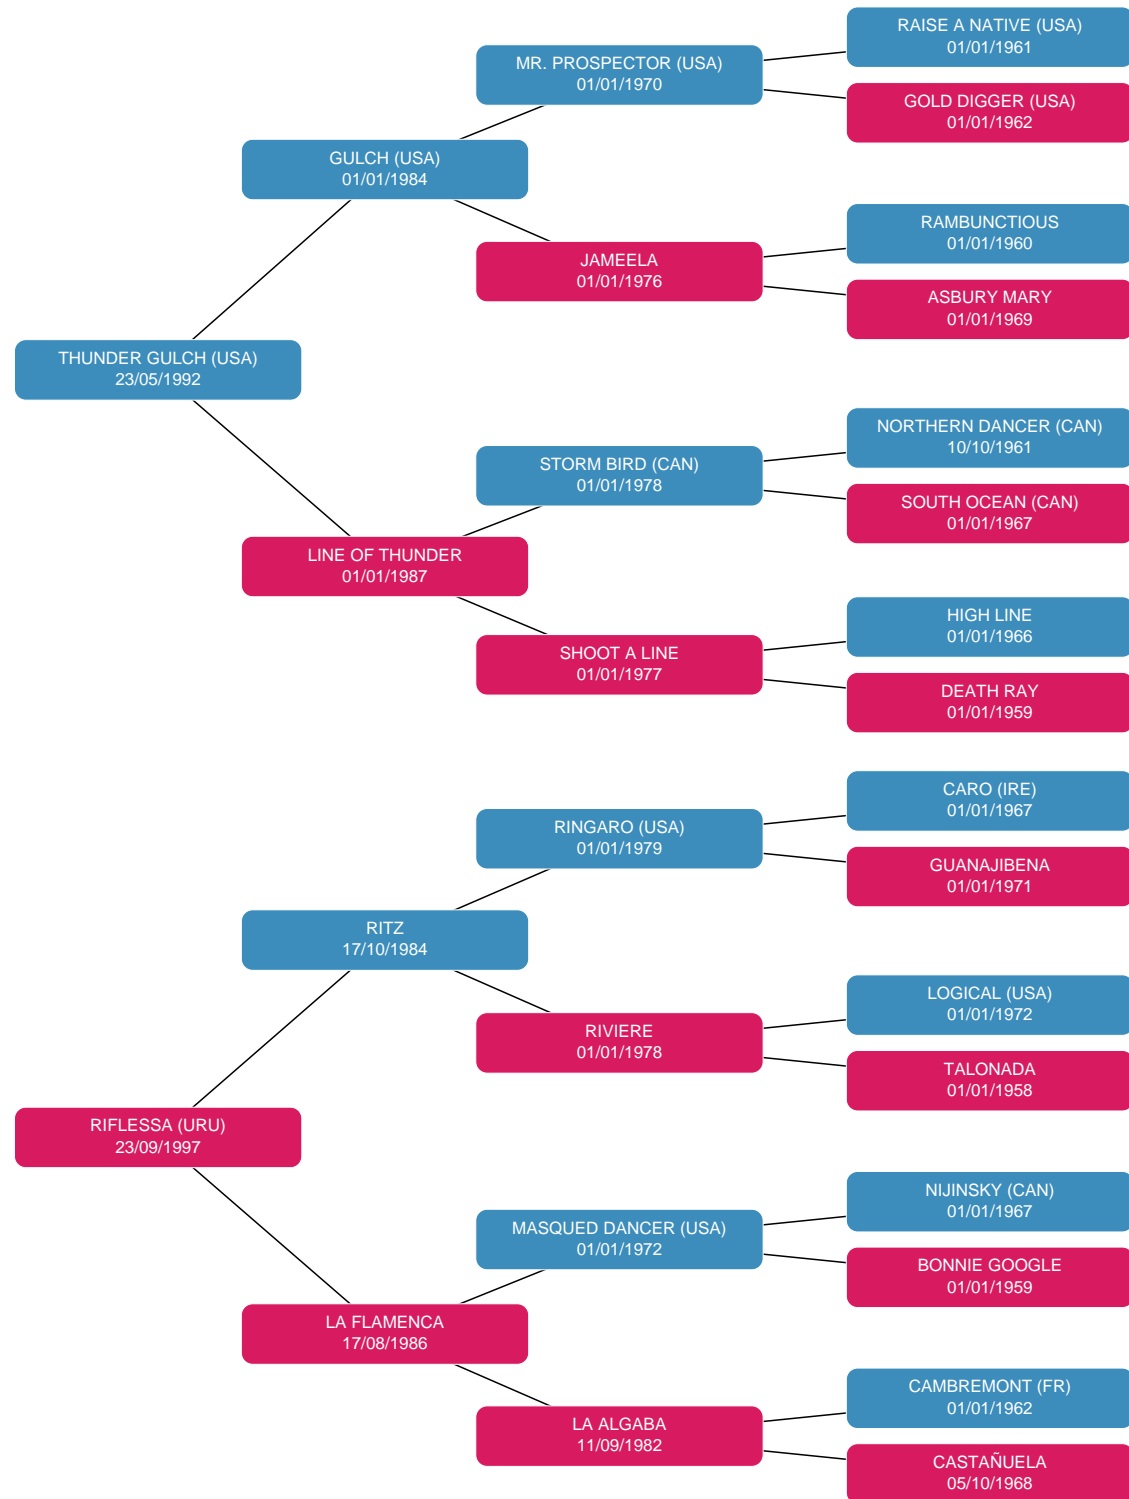 RAISE A NATIVE (USA)
01/01/1961
MR. PROSPECTOR (USA)
01/01/1970
GOLD DIGGER (USA)
01/01/1962
GULCH (USA)
01/01/1984
RAMBUNCTIOUS
01/01/1960
JAMEELA
01/01/1976
ASBURY MARY
01/01/1969
THUNDER GULCH (USA)
23/05/1992
NORTHERN DANCER (CAN)
10/10/1961
STORM BIRD (CAN)
01/01/1978
SOUTH OCEAN (CAN)
01/01/1967
LINE OF THUNDER
01/01/1987
HIGH LINE
01/01/1966
SHOOT A LINE
01/01/1977
DEATH RAY
01/01/1959
CARO (IRE)
01/01/1967
RINGARO (USA)
01/01/1979
GUANAJIBENA
01/01/1971
RITZ
17/10/1984
LOGICAL (USA)
01/01/1972
RIVIERE
01/01/1978
TALONADA
01/01/1958
RIFLESSA (URU)
23/09/1997
NIJINSKY (CAN)
01/01/1967
MASQUED DANCER (USA)
01/01/1972
BONNIE GOOGLE
01/01/1959
LA FLAMENCA
17/08/1986
CAMBREMONT (FR)
01/01/1962
LA ALGABA
11/09/1982
CASTAÑUELA
05/10/1968